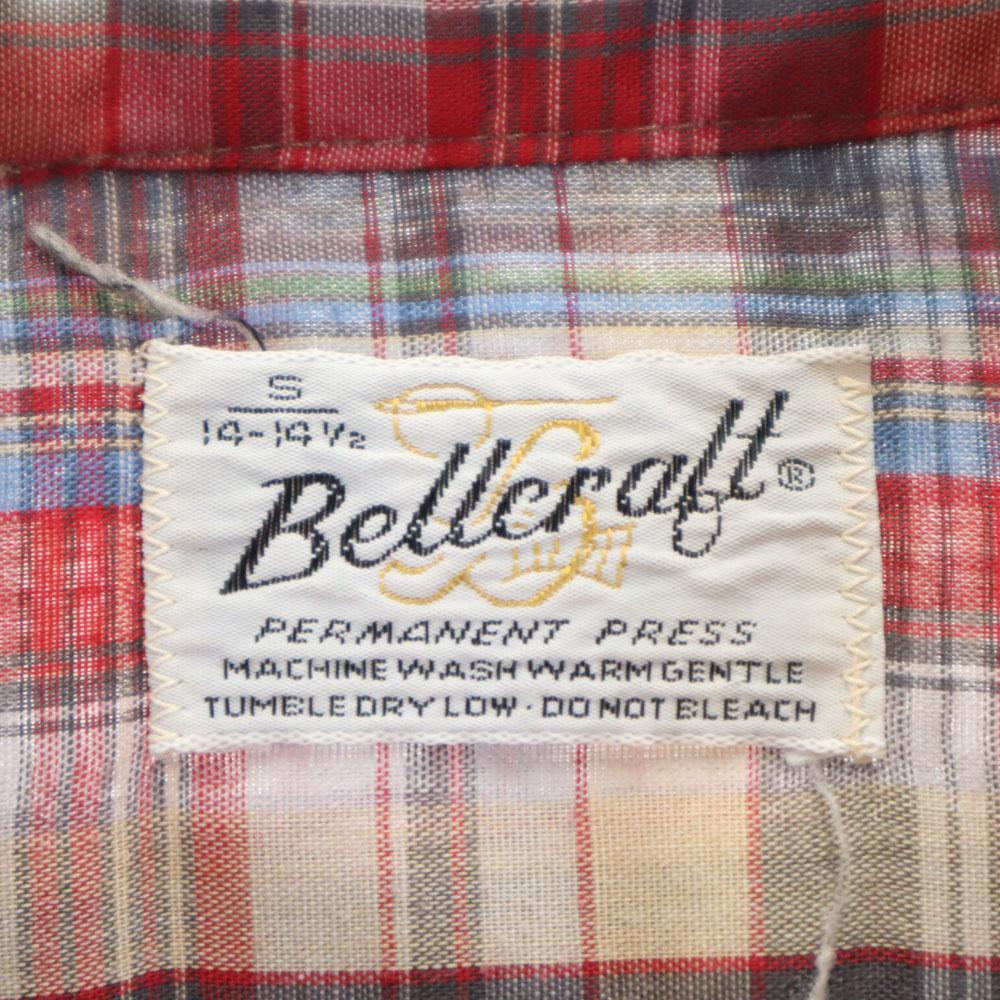 S
14-14½
Bellcraft®
PERMANENT PRESS
MACHINE WASH WARM GENTLE
TUMBLE DRY LOW · DO NOT BLEACH